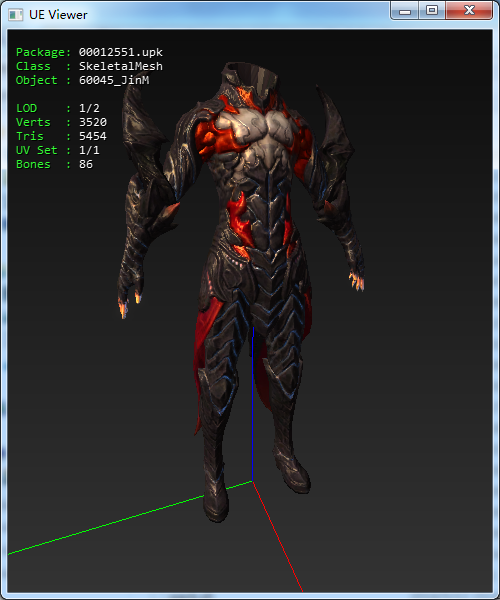 UE Viewer
Package: 00012551.upk
Class  : SkeletalMesh
Object : 60045_JinM
LOD    : 1/2
Verts  : 3520
Tris   : 5454
UV Set : 1/1
Bones  : 86